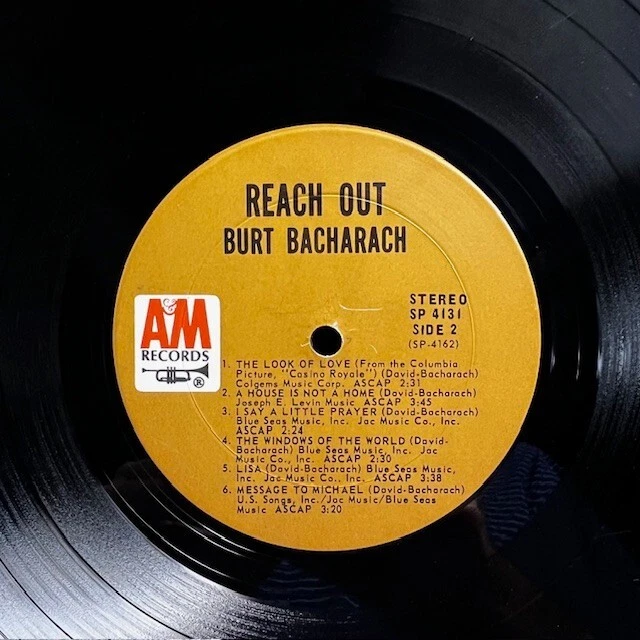 REACH OUT
BURT BACHARACH
STEREO
SP 4131
SIDE 2
(SP-4162)
A&M
RECORDS
®
1. THE LOOK OF LOVE (From the Columbia
Picture, "Casino Royale") (David-Bacharach)
Colgems Music Corp. ASCAP 2:31
2. A HOUSE IS NOT A HOME (David-Bacharach)
Joseph E. Levin Music ASCAP 3:45
3. I SAY A LITTLE PRAYER (David-Bacharach)
Blue Seas Music, Inc. Jac Music Co., Inc.
ASCAP 2:24
4. THE WINDOWS OF THE WORLD (David-
Bacharach) Blue Seas Music, Inc. Jac
Music Co., Inc. ASCAP 2:30
5. LISA (David-Bacharach) Blue Seas Music,
Inc. Jac Music Co., Inc. ASCAP 3:38
6. MESSAGE TO MICHAEL (David-Bacharach)
U.S. Songs, Inc./Jac Music/Blue Seas
Music ASCAP 3:20